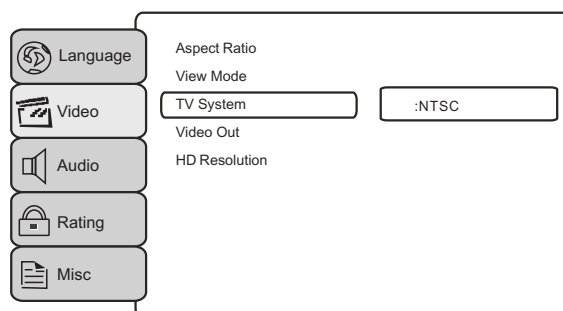 Language
Video
Audio
Rating
Misc
Aspect Ratio
View Mode
TV System
:NTSC
Video Out
HD Resolution